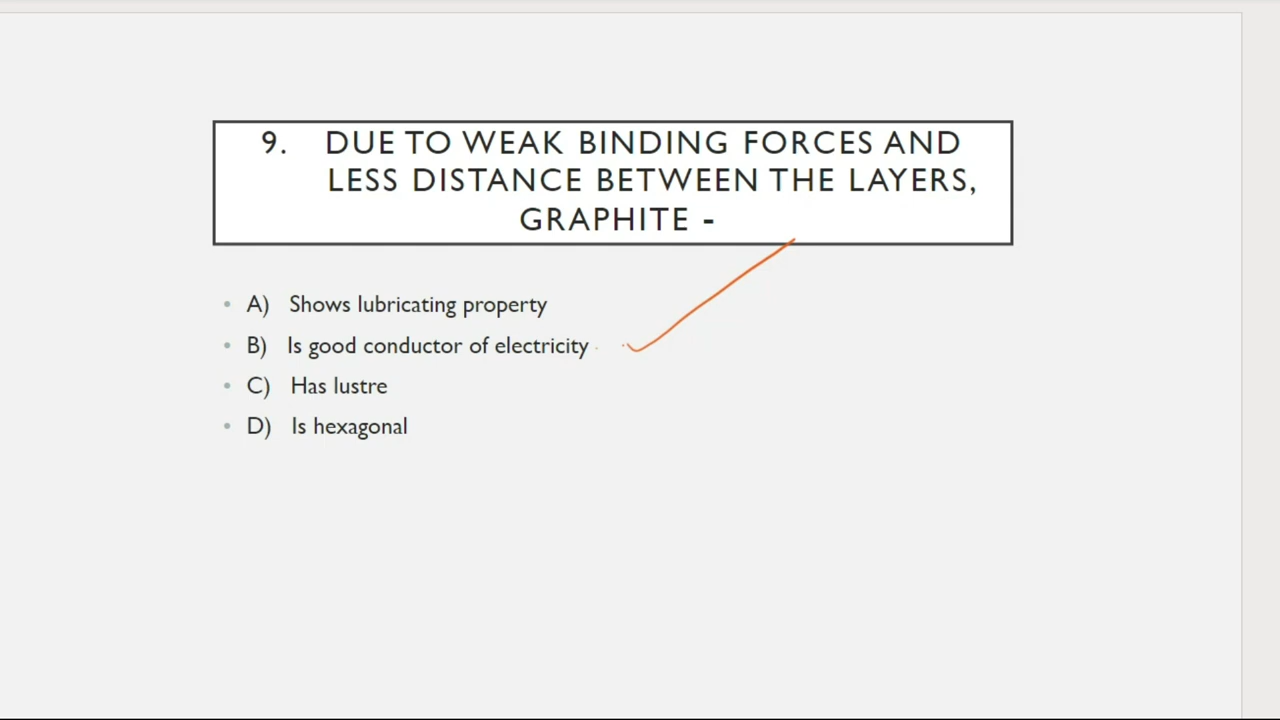 9. DUE TO WEAK BINDING FORCES AND
LESS DISTANCE BETWEEN THE LAYERS,
GRAPHITE -
• A) Shows lubricating property
• B) Is good conductor of electricity
• C) Has lustre
• D) Is hexagonal